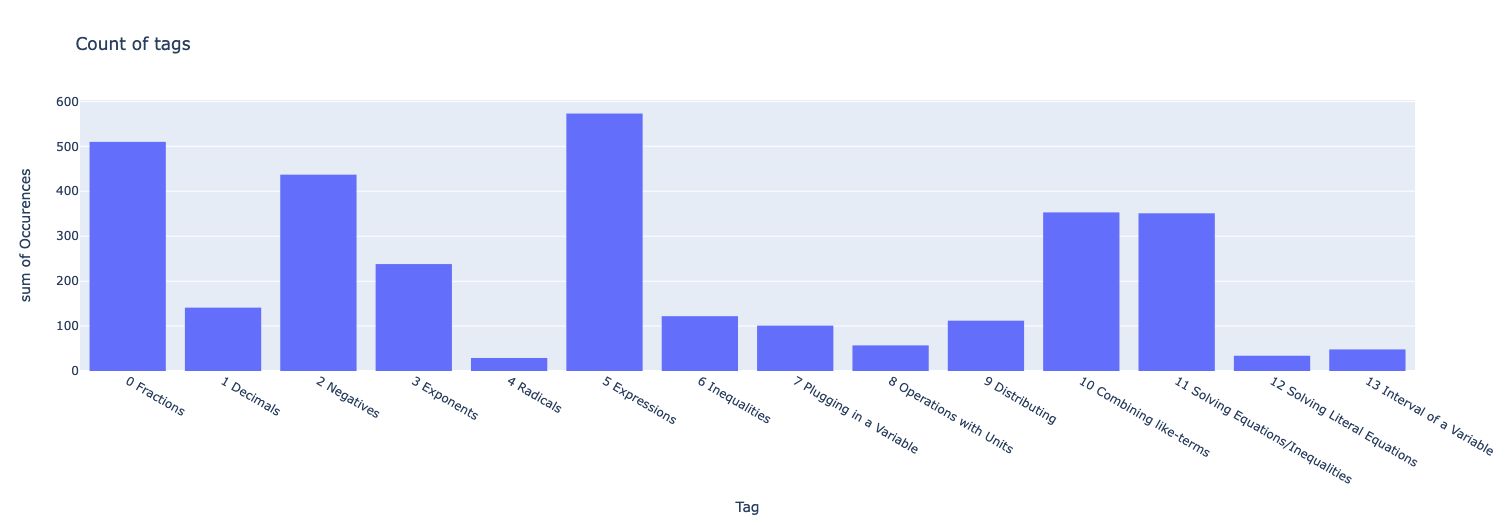 Count of tags
sum of Occurences
600
500
400
300
200
100
0
0 Fractions
1 Decimals
2 Negatives
3 Exponents
4 Radicals
5 Expressions
6 Inequalities
7 Plugging in a Variable
8 Operations with Units
9 Distributing
10 Combining like-terms
11 Solving Equations/Inequalities
12 Solving Literal Equations
13 Interval of a Variable
Tag